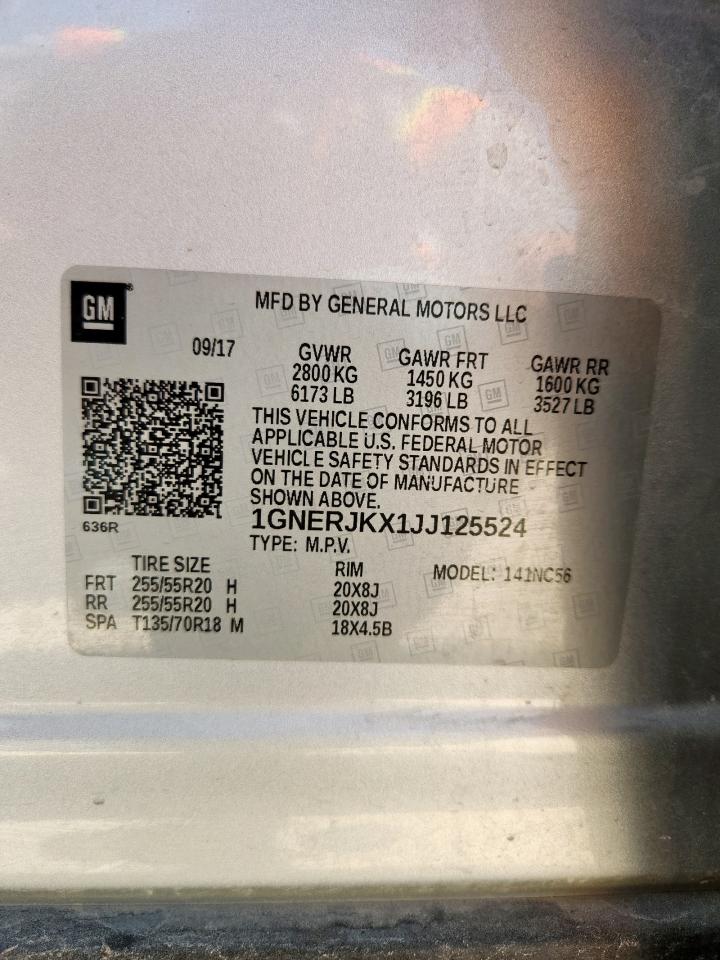 GM
MFD BY GENERAL MOTORS LLC
09/17
GVWR GAWR FRT GAWR RR
2800 KG 1450 KG 1600 KG
6173 LB 3196 LB 3527 LB
THIS VEHICLE CONFORMS TO ALL
APPLICABLE U.S. FEDERAL MOTOR
VEHICLE SAFETY STANDARDS IN EFFECT
ON THE DATE OF MANUFACTURE
SHOWN ABOVE.
1GNERJKX1JJ125524
636R
TYPE: M.P.V.
TIRE SIZE RIM MODEL: 141NC56
FRT 255/55R20 H 20X8J
RR 255/55R20 H 20X8J
SPA T135/70R18 M 18X4.5B